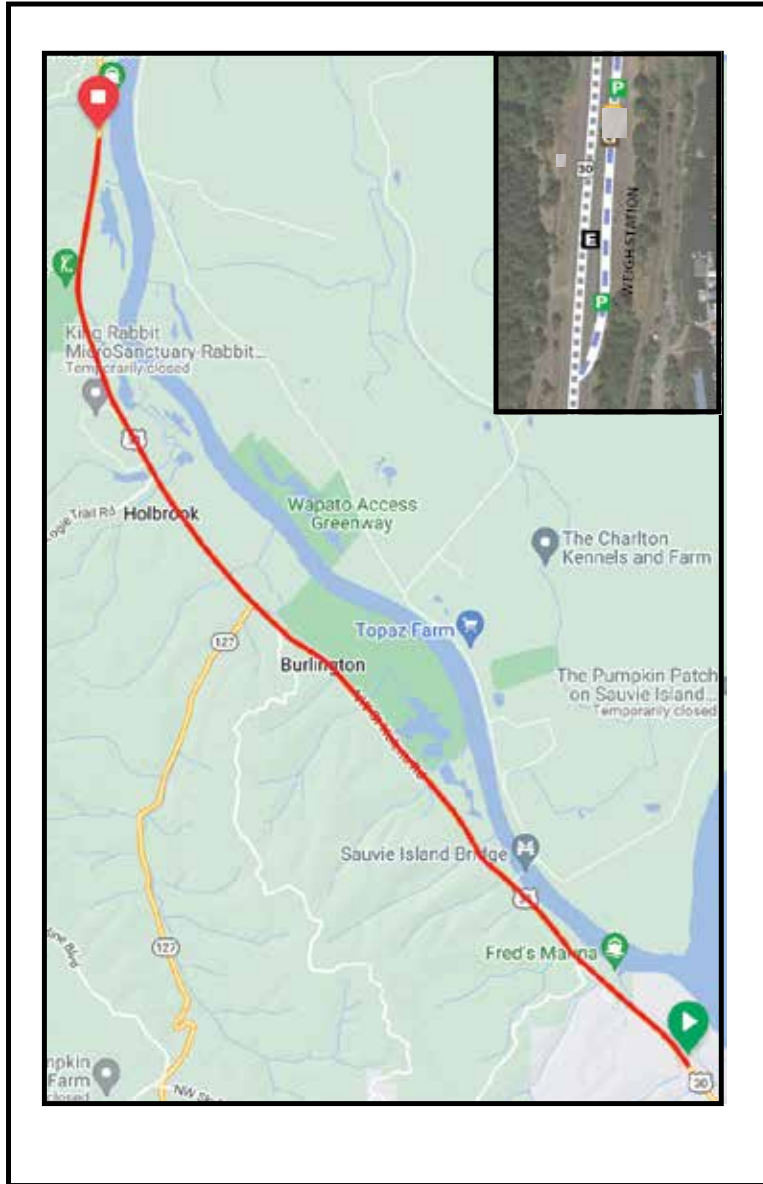 P
30
E
WEIGH STATION
P
King Rabbit
MicroSanctuary Rabbit...
Temporarily closed
30
Trail Rd
Holbrook
Wapato Access
Greenway
The Charlton
Kennels and Farm
127
Topaz Farm
Burlington
The Pumpkin Patch
on Sauvie Island...
Temporarily closed
Sauvie Island Bridge
30
127
Fred's Marina
30
Farm
closed